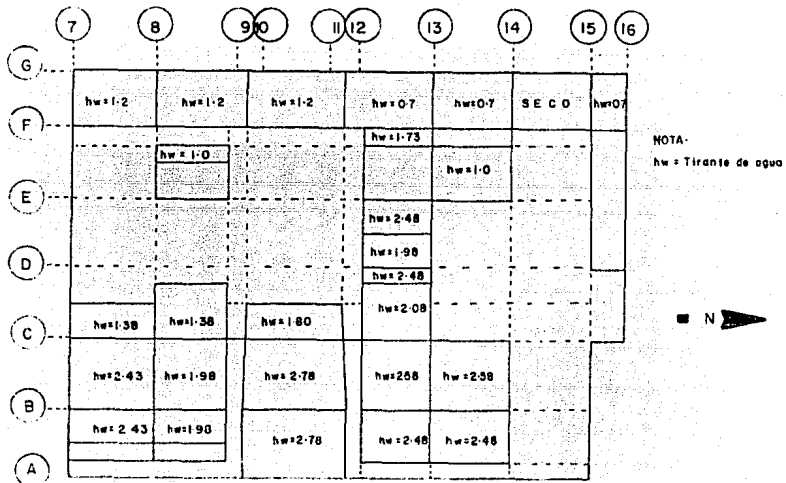 7 8 9 10 11 12 13 14 15 16
G
hw=1·2 hw=1·2 hw=1·2 hw=0·7 hw=0·7 SECO hw=07
F
hw=1·73
NOTA-
hw = Tirante de agua
hw = 1·0 hw=1·0
E
hw=2·48
hw=1·98
D
hw=2·48
hw=2·08
N
hw=1·38 hw=1·38 hw=1·80
C
hw=2·43 hw=1·98 hw=2·78 hw=268 hw=2·58
B
hw=2·43 hw=1·98 hw=2·78 hw=2·48 hw=2·48
A